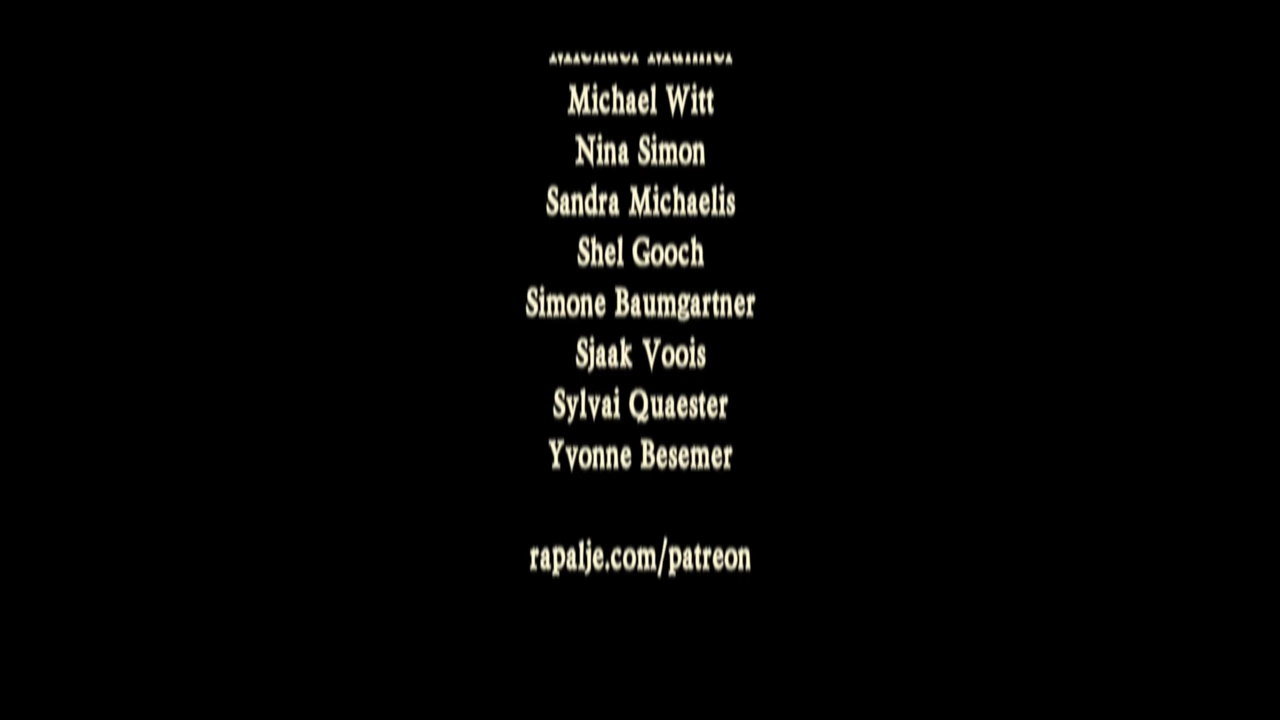 Michael Witt
Nina Simon
Sandra Michaelis
Shel Gooch
Simone Baumgartner
Sjaak Voois
Sylvai Quaester
Yvonne Besemer
rapalje.com/patreon